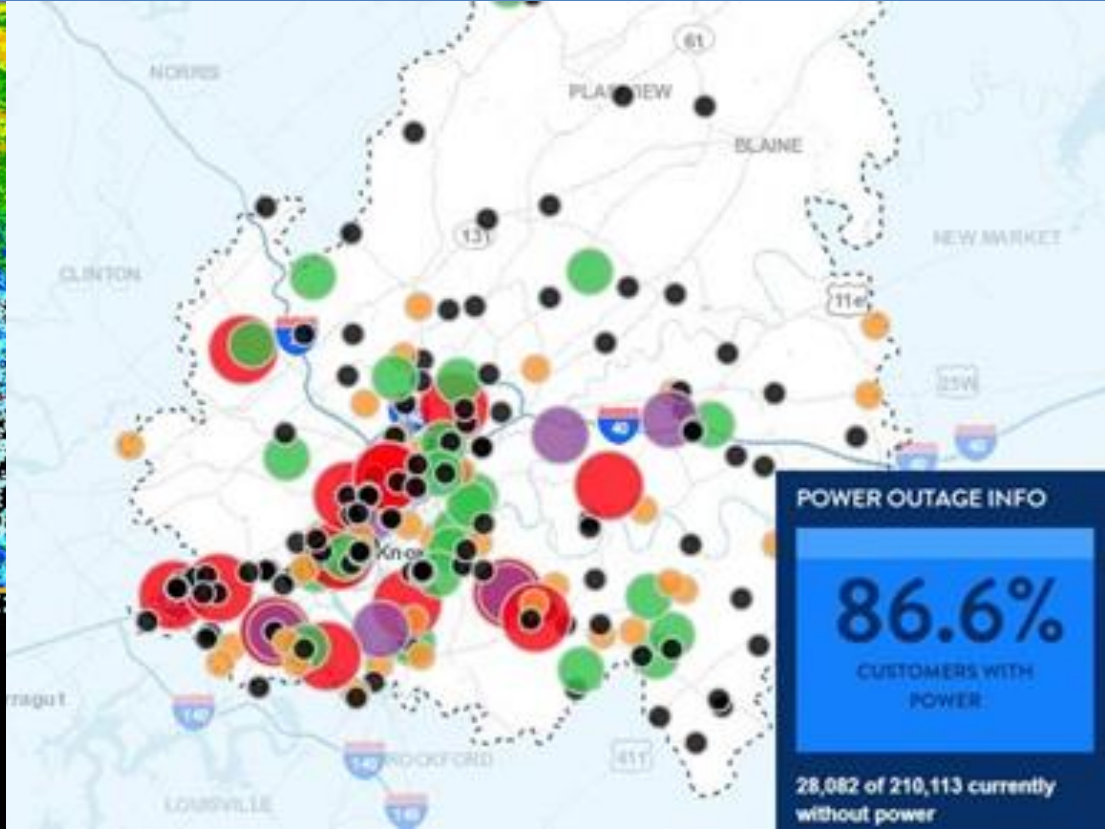 61
NORRIS
PLAINVIEW
BLAINE
131
NEW MARKET
CLINTON
11e
25W
40
40
Knox
POWER OUTAGE INFO
86.6%
CUSTOMERS WITH
POWER
140
ROCKFORD
411
140
LOUISVILLE
140
28,082 of 210,113 currently
without power